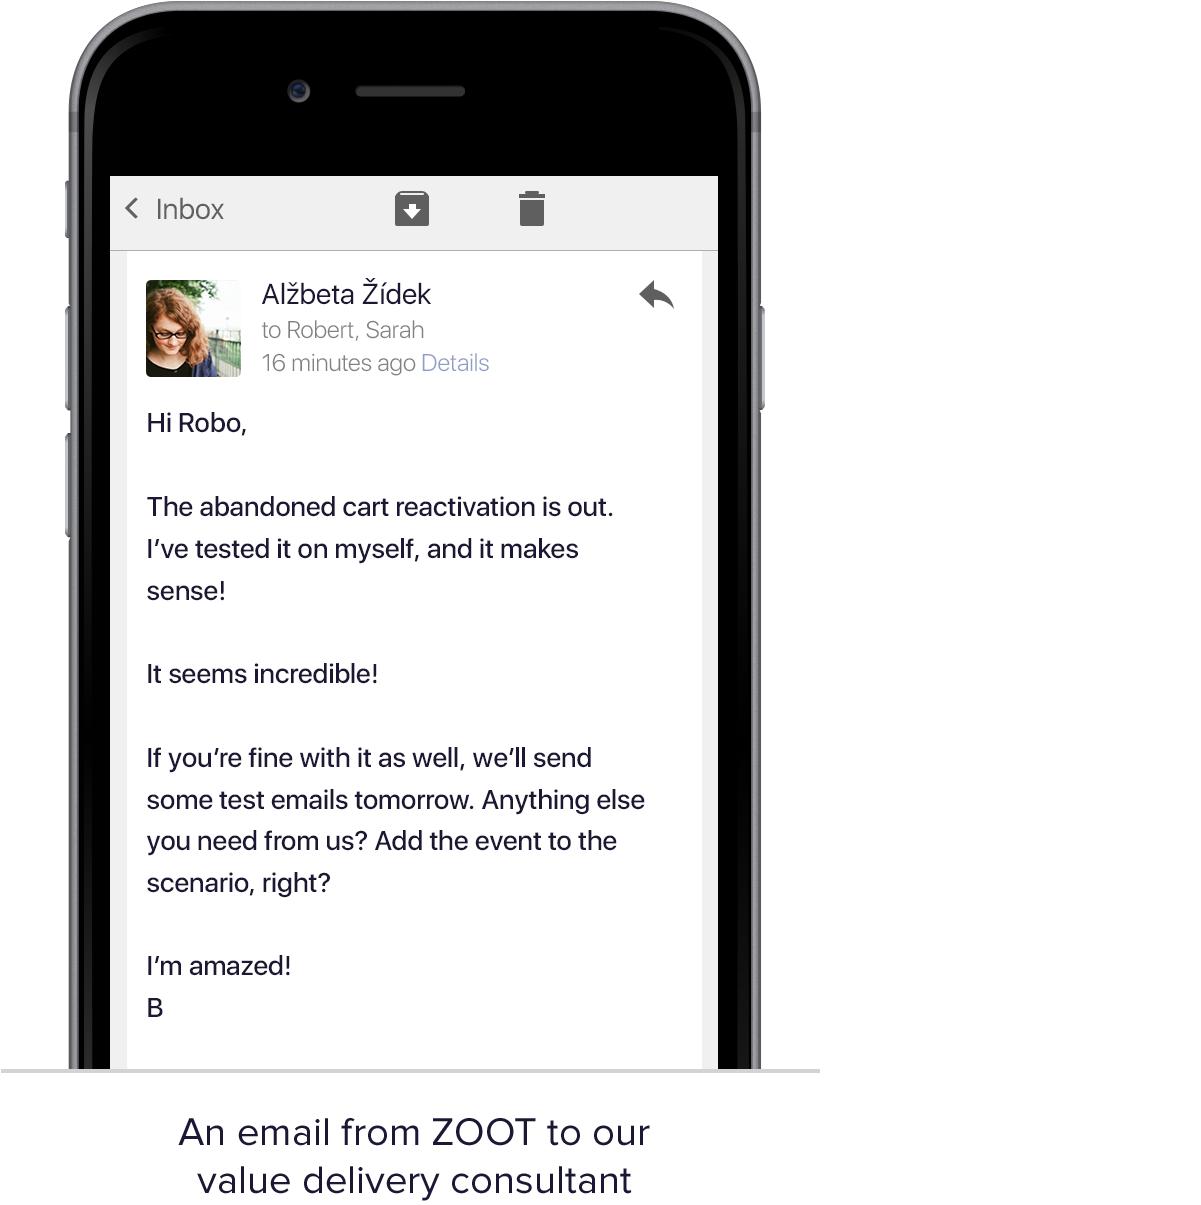 Inbox
Alžbeta Žídek
to Robert, Sarah
16 minutes ago Details
Hi Robo,
The abandoned cart reactivation is out.
I’ve tested it on myself, and it makes
sense!
It seems incredible!
If you’re fine with it as well, we’ll send
some test emails tomorrow. Anything else
you need from us? Add the event to the
scenario, right?
I’m amazed!
B
An email from ZOOT to our
value delivery consultant